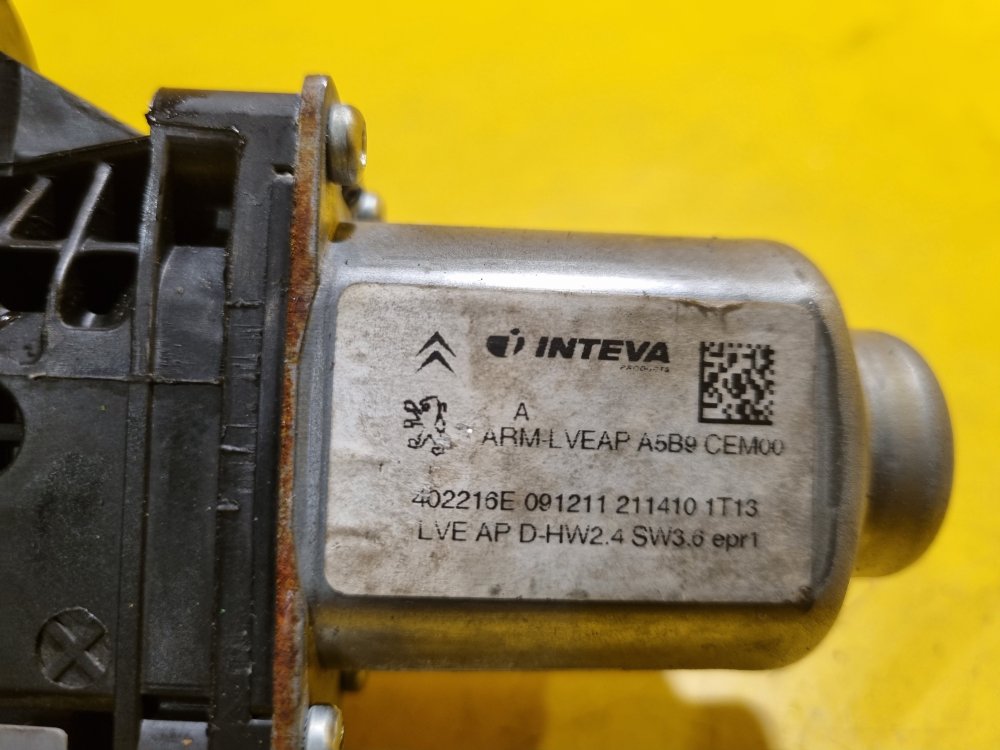 INTEVA
PRODUCTS
A
ARM-LVEAP A5B9 CEM00
402216E 091211 211410 1T13
LVE AP D-HW2.4 SW3.6 epr1